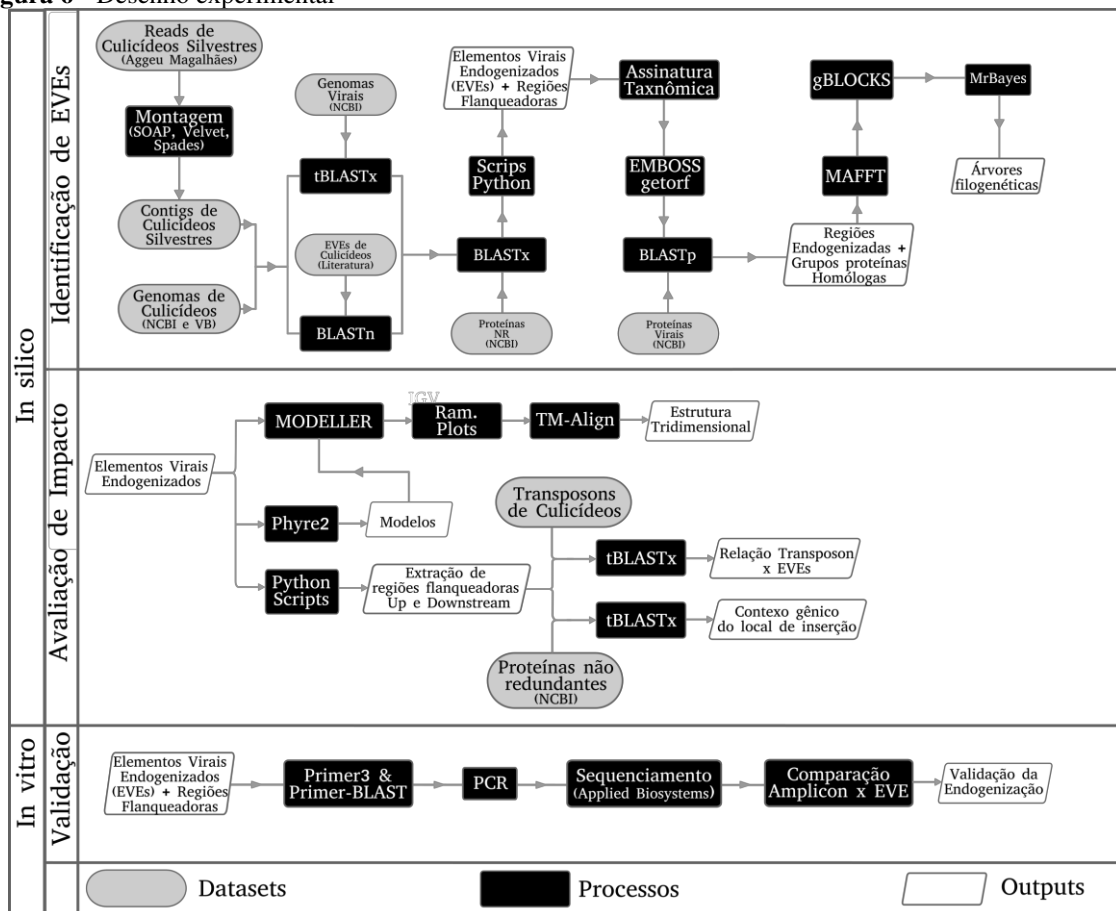 gura 6 - Desenho experimental
In silico
Identificação de EVEs
Reads de
Culicídeos Silvestres
(Aggeu Magalhães)
Montagem
(SOAP, Velvet,
Spades)
Contigs de
Culicídeos
Silvestres
Genomas de
Culicídeos
(NCBI e VB)
Genomas
Virais
(NCBI)
tBLASTx
EVEs de
Culicídeos
(Literatura)
BLASTn
Elementos Virais
Endogenizados
(EVEs) + Regiões
Flanqueadoras
Scrips
Python
BLASTx
Proteínas
NR
(NCBI)
Assinatura
Taxnômica
EMBOSS
getorf
BLASTp
Proteínas
Virais
(NCBI)
gBLOCKS
MAFFT
Regiões
Endogenizadas +
Grupos proteínas
Homólogas
MrBayes
Árvores
filogenéticas
Avaliação de Impacto
Elementos Virais
Endogenizados
MODELLER
IGV
Ram.
Plots
TM-Align
Estrutura
Tridimensional
Phyre2
Modelos
Python
Scripts
Extração de
regiões flanqueadoras
Up e Downstream
Transposons
de Culicídeos
tBLASTx
Relação Transposon
x EVEs
tBLASTx
Contexo gênico
do local de inserção
Proteínas não
redundantes
(NCBI)
In vitro
Validação
Elementos Virais
Endogenizados
(EVEs) + Regiões
Flanqueadoras
Primer3 &
Primer-BLAST
PCR
Sequenciamento
(Applied Biosystems)
Comparação
Amplicon x EVE
Validação da
Endogenização
Datasets
Processos
Outputs